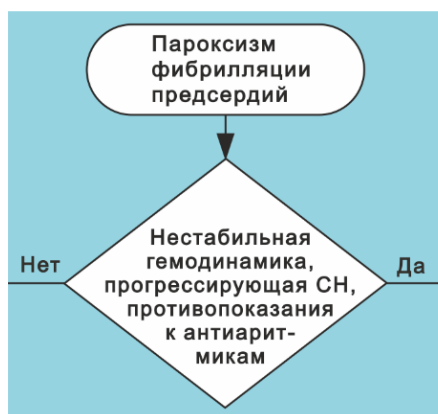 Пароксизм
фибрилляции
предсердий
Нет
Да
Нестабильная
гемодинамика,
прогрессирующая СН,
противопоказания
к антиарит-
микам